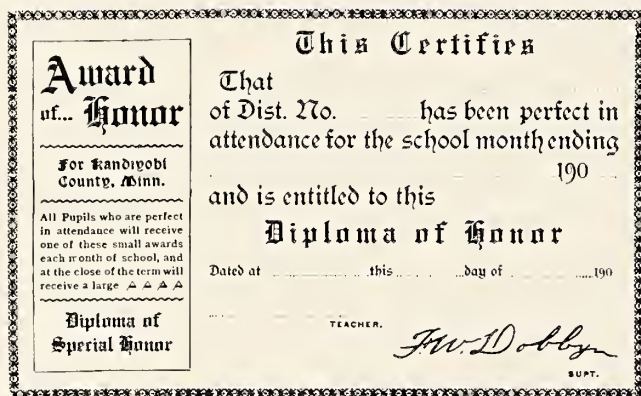 Award
of... Honor
For Kandiyohi
County, Minn.
All Pupils who are perfect
in attendance will receive
one of these small awards
each month of school, and
at the close of the term will
receive a large
Diploma of
Special Honor
This Certifies
That
of Dist. No. has been perfect in
attendance for the school month ending
190
and is entitled to this
Diploma of Honor
Dated at this day of 190
TEACHER.
F.W. Dobbyn
SUPT.